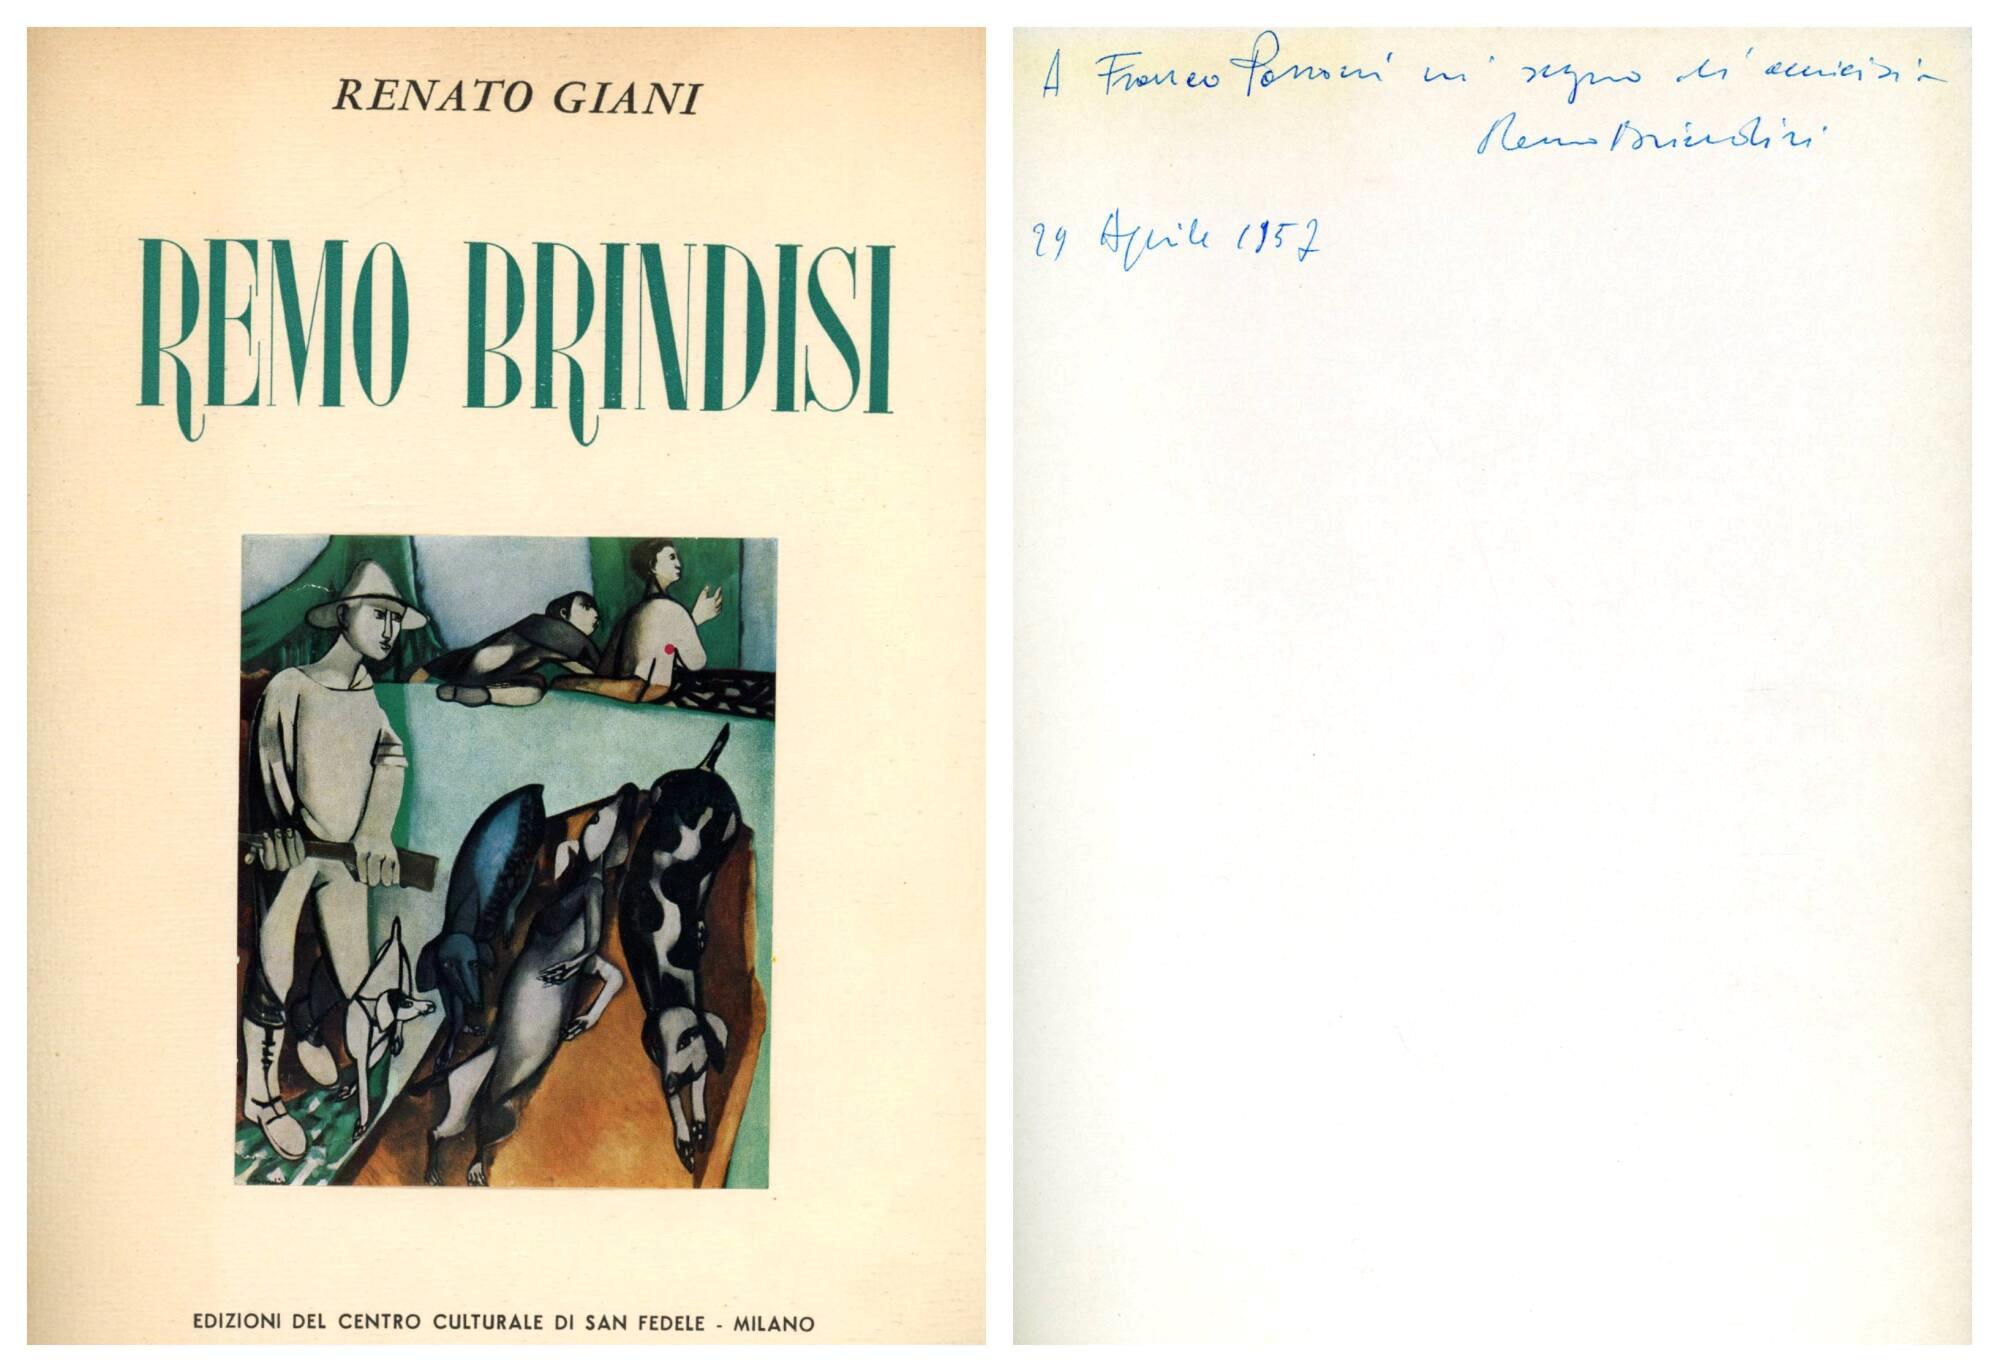 RENATO GIANI
REMO BRINDISI
EDIZIONI DEL CENTRO CULTURALE DI SAN FEDELE - MILANO
A Franco Passoni in segno di amicizia
Remo Brindisi
29 Aprile 1957